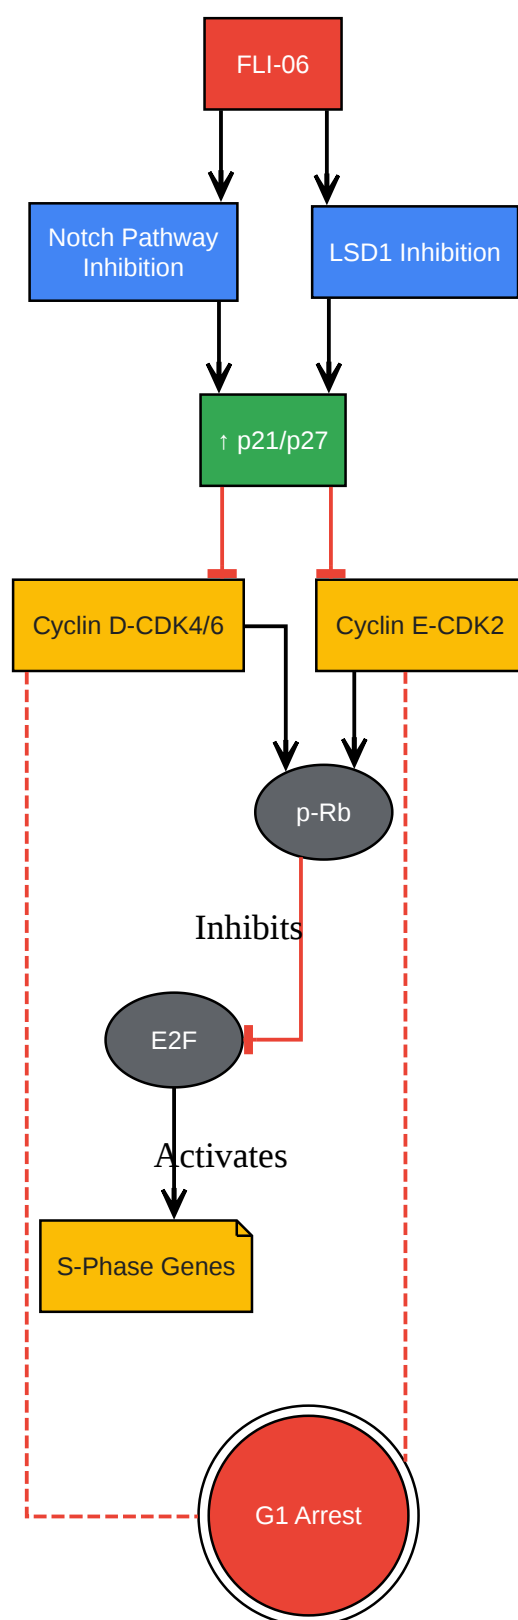 FLI-06
Notch Pathway
Inhibition
LSD1 Inhibition
↑ p21/p27
Cyclin D-CDK4/6
Cyclin E-CDK2
p-Rb
Inhibits
E2F
Activates
S-Phase Genes
G1 Arrest